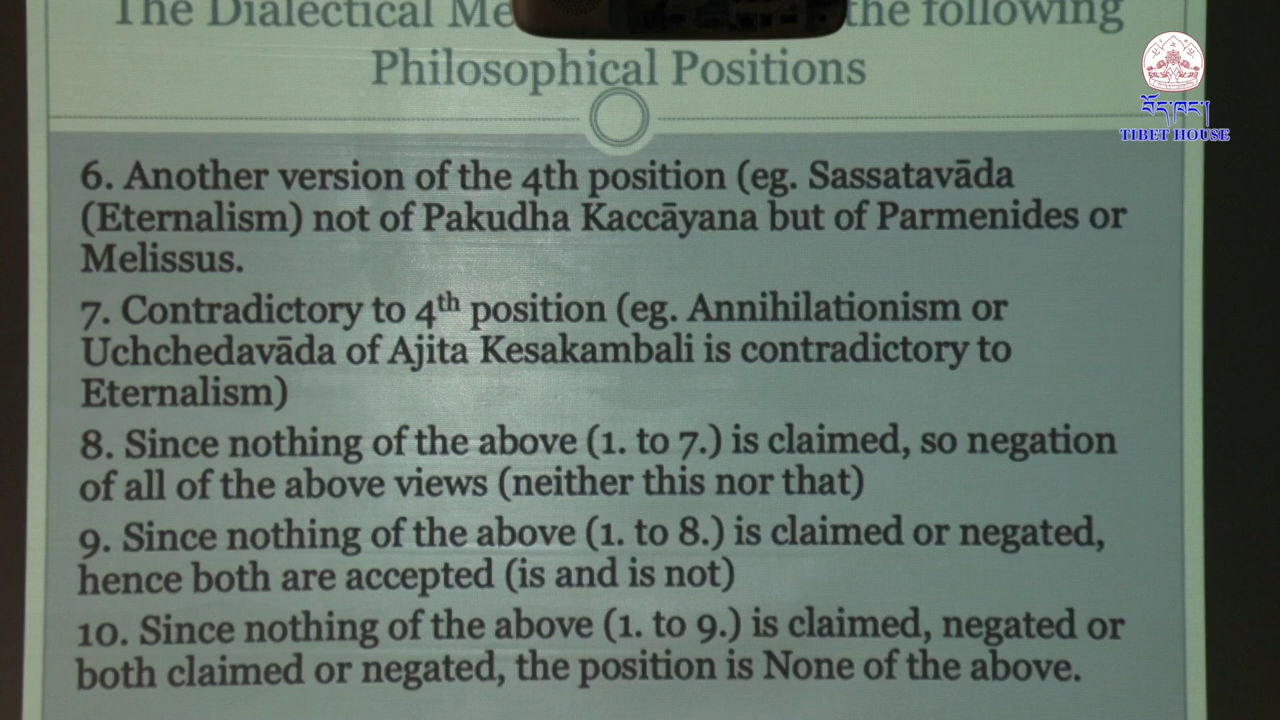 The Dialectical Me the following
Philosophical Positions
བོད་ཁང་།
TIBET HOUSE
6. Another version of the 4th position (eg. Sassatavāda
(Eternalism) not of Pakudha Kaccāyana but of Parmenides or
Melissus.
7. Contradictory to 4th position (eg. Annihilationism or
Uchchedavāda of Ajita Kesakambali is contradictory to
Eternalism)
8. Since nothing of the above (1. to 7.) is claimed, so negation
of all of the above views (neither this nor that)
9. Since nothing of the above (1. to 8.) is claimed or negated,
hence both are accepted (is and is not)
10. Since nothing of the above (1. to 9.) is claimed, negated or
both claimed or negated, the position is None of the above.